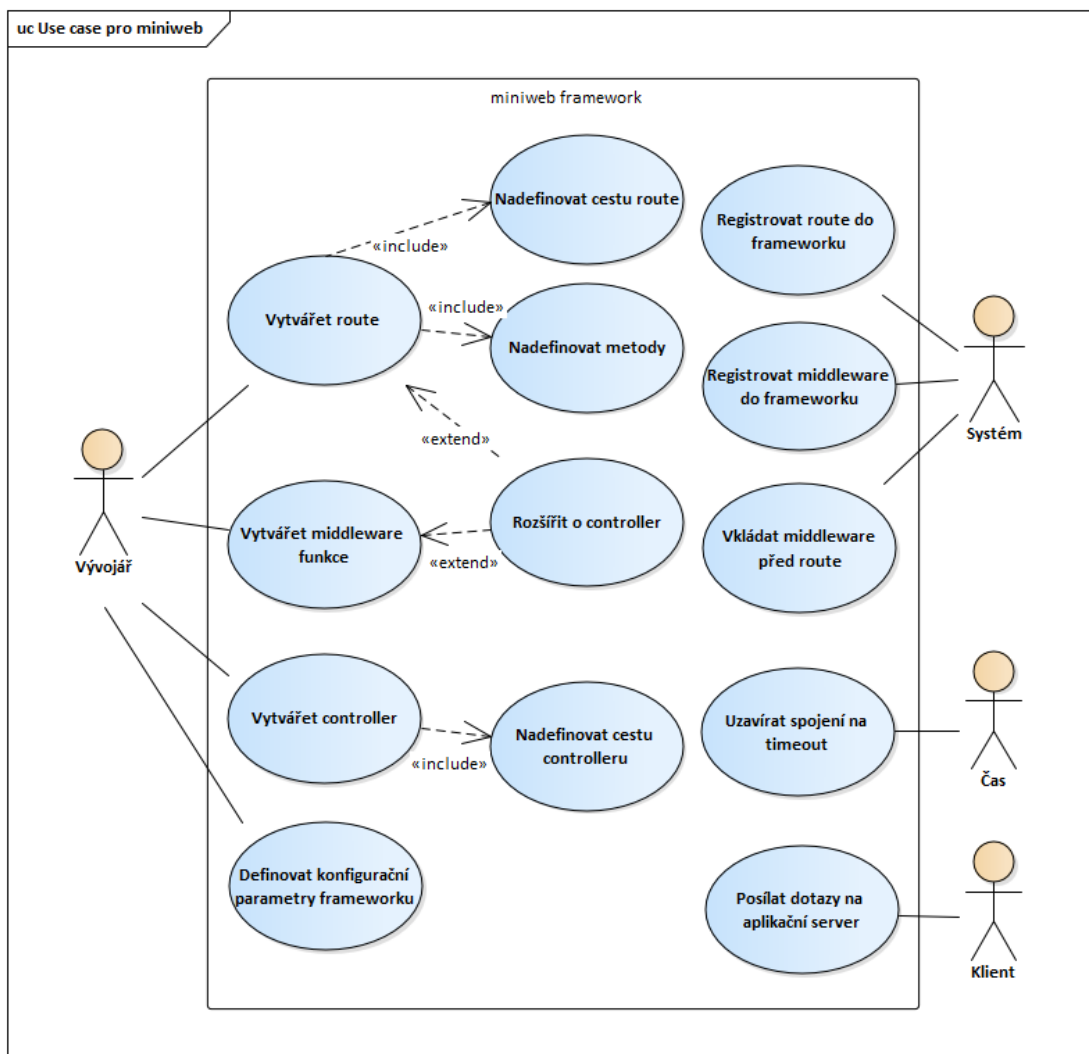 uc Use case pro miniweb
miniweb framework
Nadefinovat cestu route
Registrovat route do
frameworku
«include»
Vytvářet route
«include»
Nadefinovat metody
Registrovat middleware
do frameworku
Systém
«extend»
Vývojář
Vytvářet middleware
funkce
«extend»
Rozšířit o controller
Vkládat middleware
před route
Vytvářet controller
«include»
Nadefinovat cestu
controlleru
Uzavírat spojení na
timeout
Čas
Definovat konfigurační
parametry frameworku
Posílat dotazy na
aplikační server
Klient